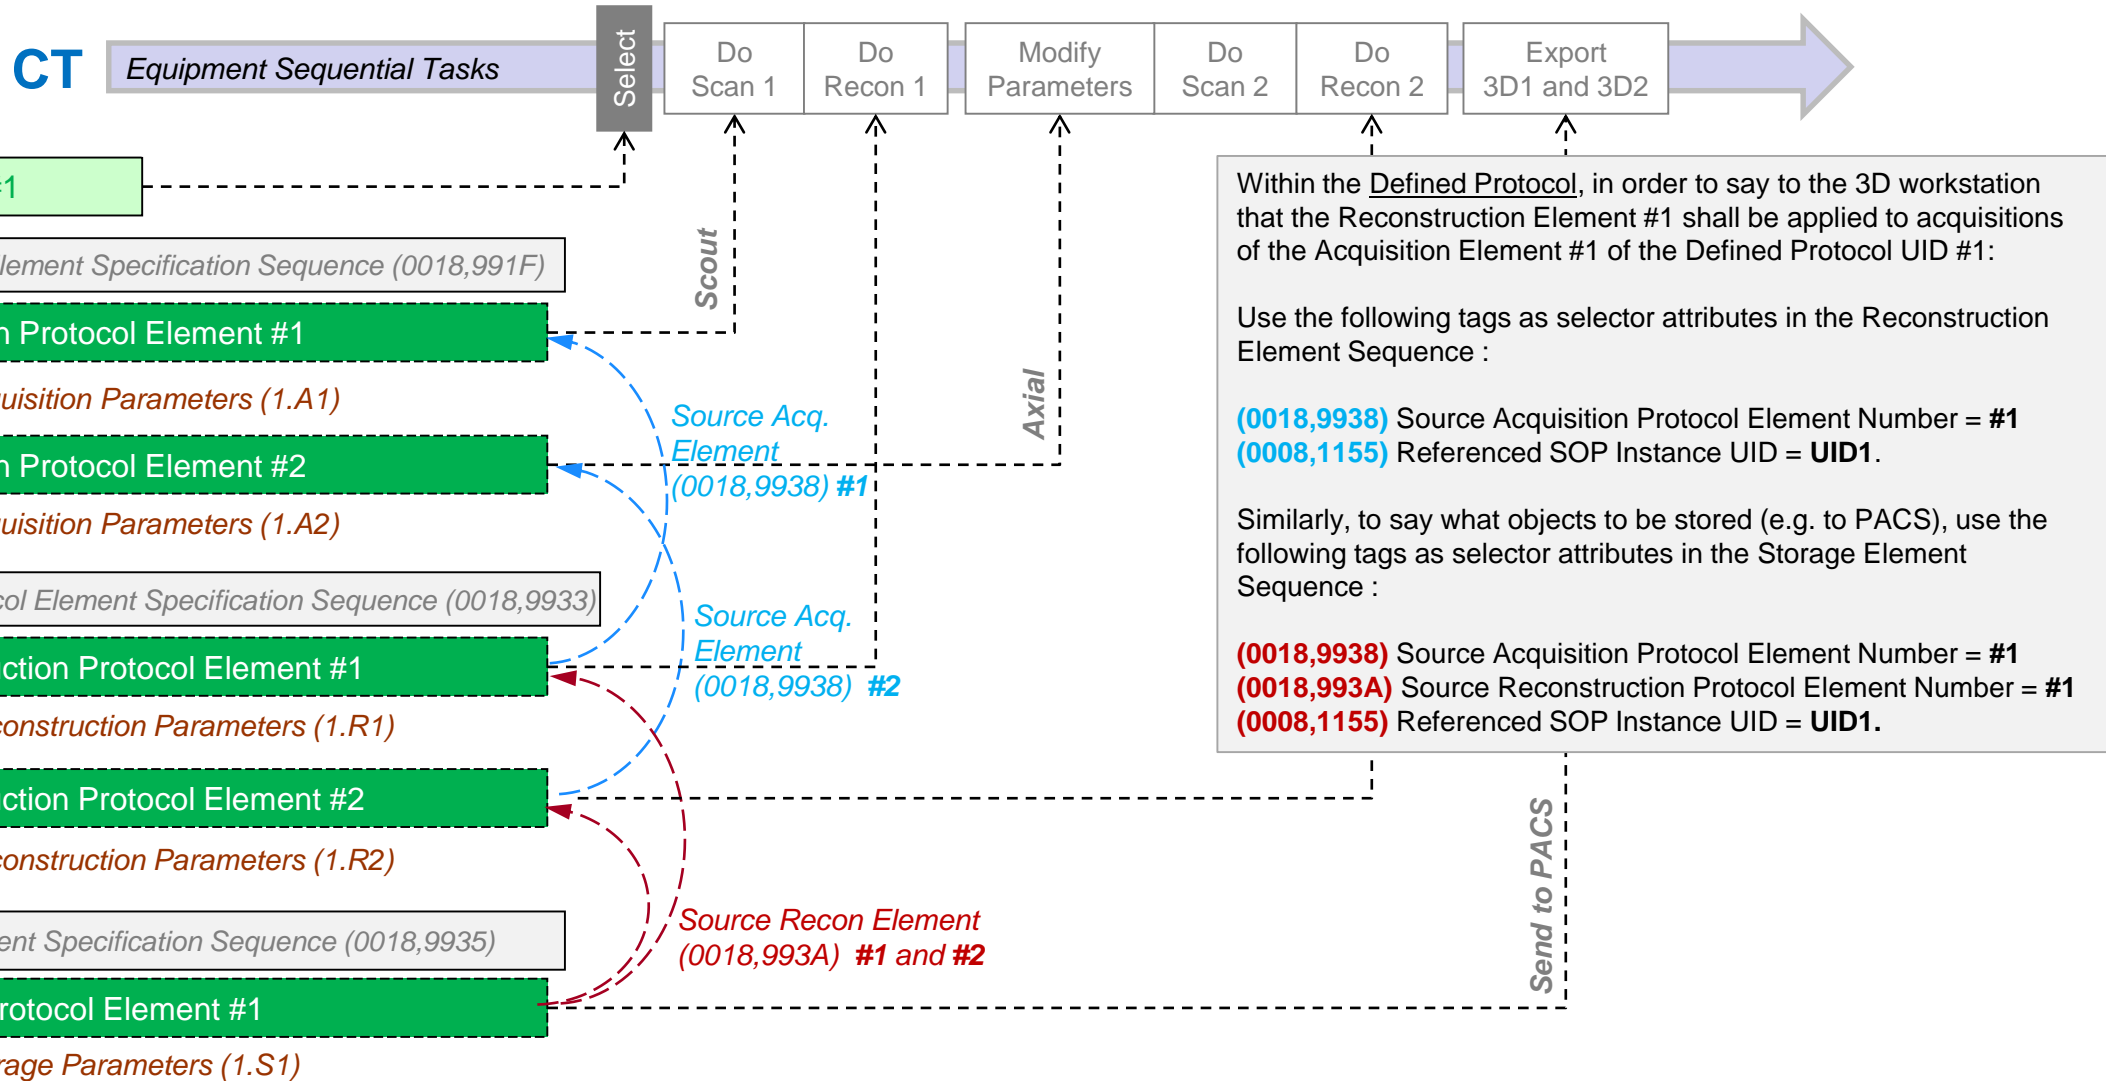 CT
Equipment Sequential Tasks
Select
Do
Scan 1
Do
Recon 1
Modify
Parameters
Do
Scan 2
Do
Recon 2
Export
3D1 and 3D2
#1
Element Specification Sequence (0018,991F)
n Protocol Element #1
uisition Parameters (1.A1)
n Protocol Element #2
uisition Parameters (1.A2)
col Element Specification Sequence (0018,9933)
uction Protocol Element #1
construction Parameters (1.R1)
uction Protocol Element #2
construction Parameters (1.R2)
ent Specification Sequence (0018,9935)
rotocol Element #1
rage Parameters (1.S1)
Scout
Source Acq.
Element
(0018,9938) #1
Source Acq.
Element
(0018,9938) #2
Source Recon Element
(0018,993A) #1 and #2
Axial
Send to PACS
Within the Defined Protocol, in order to say to the 3D workstation
that the Reconstruction Element #1 shall be applied to acquisitions
of the Acquisition Element #1 of the Defined Protocol UID #1:
Use the following tags as selector attributes in the Reconstruction
Element Sequence :
(0018,9938) Source Acquisition Protocol Element Number = #1
(0008,1155) Referenced SOP Instance UID = UID1.
Similarly, to say what objects to be stored (e.g. to PACS), use the
following tags as selector attributes in the Storage Element
Sequence :
(0018,9938) Source Acquisition Protocol Element Number = #1
(0018,993A) Source Reconstruction Protocol Element Number = #1
(0008,1155) Referenced SOP Instance UID = UID1.